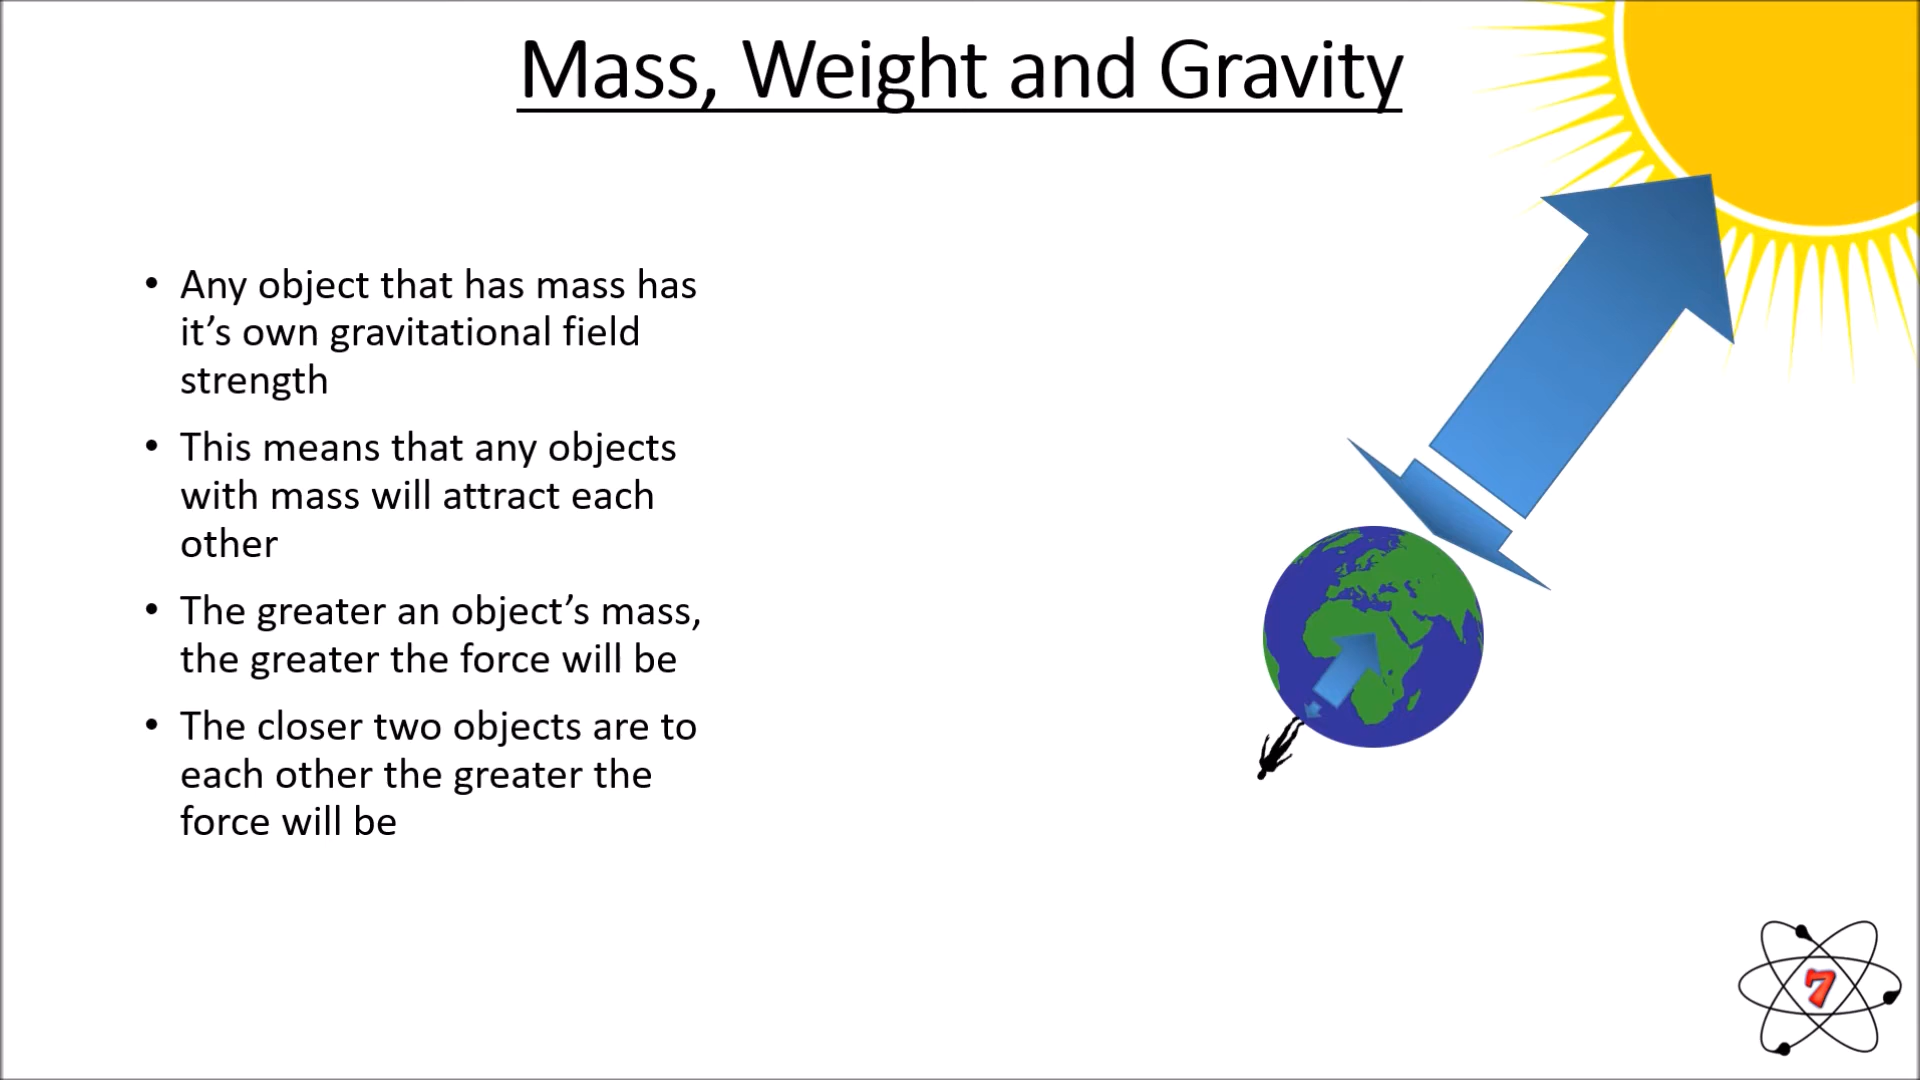 Mass, Weight and Gravity
• Any object that has mass has
it’s own gravitational field
strength
• This means that any objects
with mass will attract each
other
• The greater an object’s mass,
the greater the force will be
• The closer two objects are to
each other the greater the
force will be
7